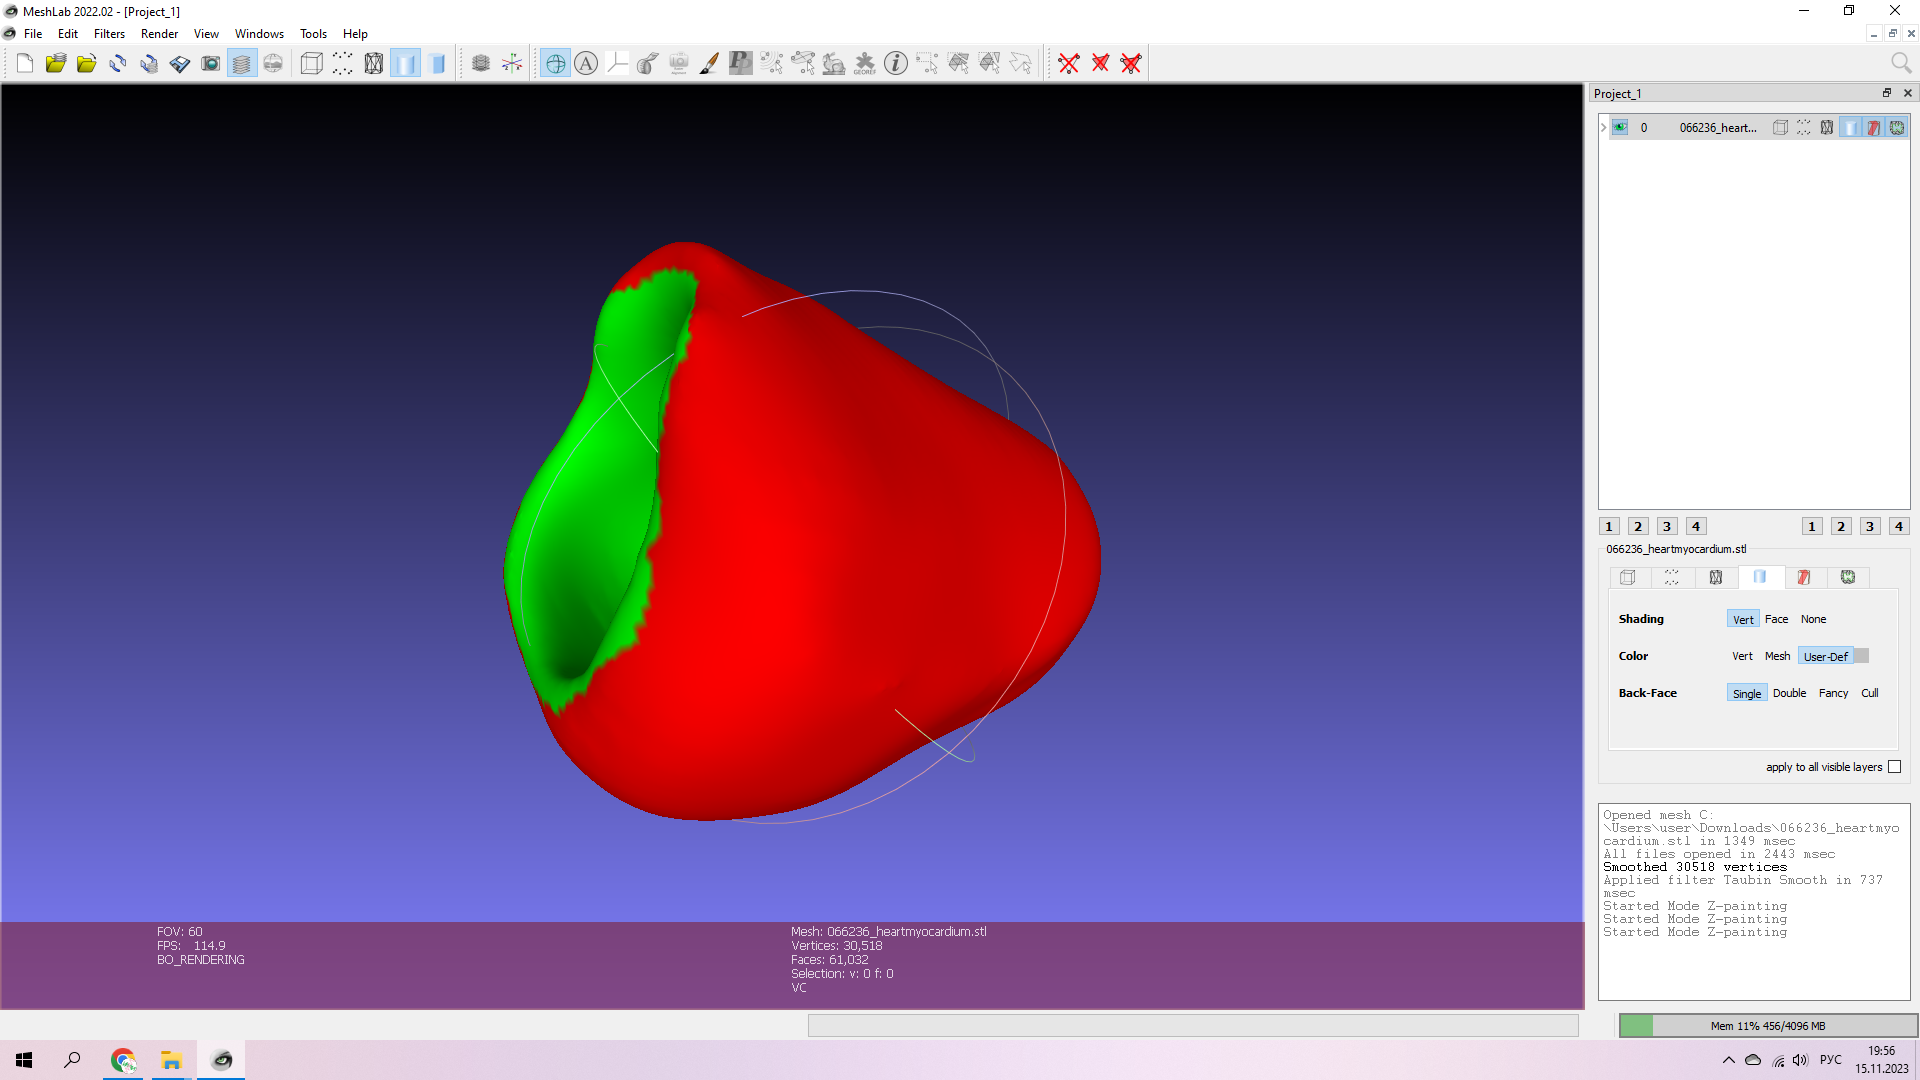 MeshLab 2022.02 - [Project_1]
File Edit Filters Render View Windows Tools Help
A
GEOREF
Project_1
0 066236_heart...
1 2 3 4 1 2 3 4
066236_heartmyocardium.stl
Shading Vert Face None
Color Vert Mesh User-Def
Back-Face Single Double Fancy Cull
apply to all visible layers
Opened mesh C:
\Users\user\Downloads\066236_heartmyo
cardium.stl in 1349 msec
All files opened in 2443 msec
Smoothed 30518 vertices
Applied filter Taubin Smooth in 737
msec
Started Mode Z-painting
Started Mode Z-painting
Started Mode Z-painting
FOV: 60
FPS: 114.9
BO_RENDERING
Mesh: 066236_heartmyocardium.stl
Vertices: 30,518
Faces: 61,032
Selection: v: 0 f: 0
VC
Mem 11% 456/4096 MB
РУС
19:56
15.11.2023